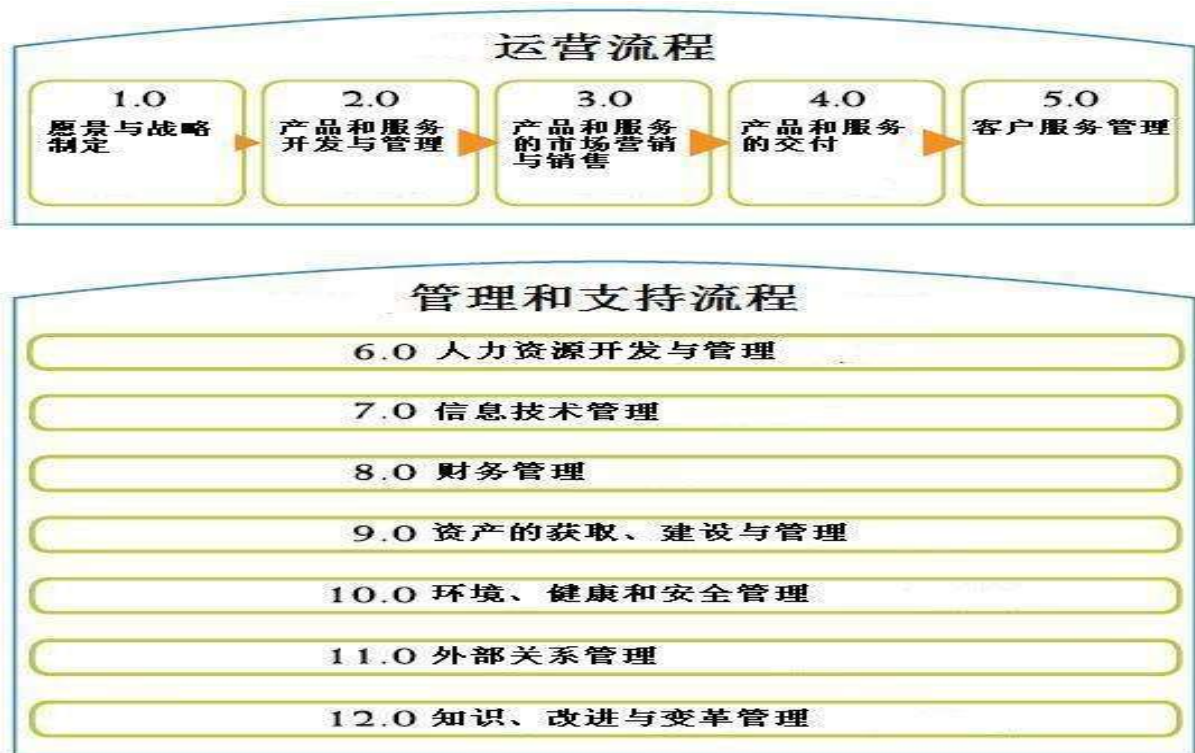 运营流程
1.0
愿景与战略
制定
2.0
产品和服务
开发与管理
3.0
产品和服务
的市场营销
与销售
4.0
产品和服务
的交付
5.0
客户服务管理
管理和支持流程
6.0 人力资源开发与管理
7.0 信息技术管理
8.0 财务管理
9.0 资产的获取、建设与管理
10.0 环境、健康和安全管理
11.0 外部关系管理
12.0 知识、改进与变革管理